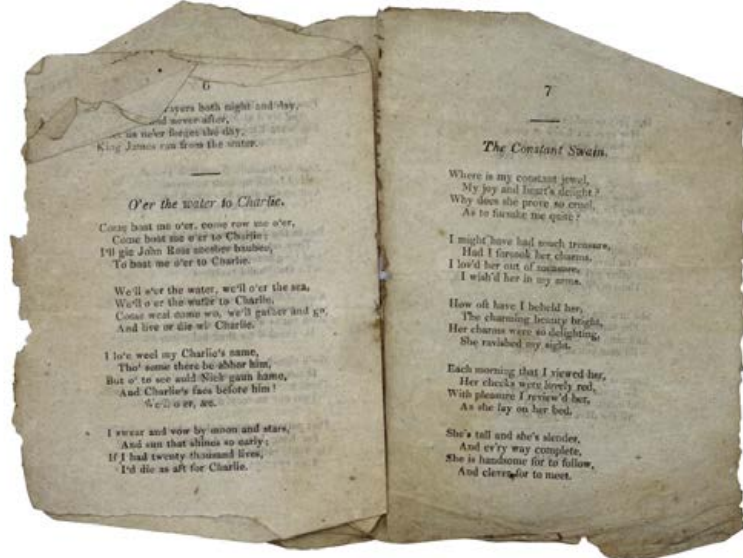 6
rayers both night and day,
and never after,
us ne'er forget the day,
King James ran from the water.
O'er the water to Charlie.
Come boat me o'er, come row me o'er,
Come boat me o'er to Charlie;
I'll gie John Ross another baubee,
To boat me o'er to Charlie.
We'll o'er the water, we'll o'er the sea,
We'll o'er the water to Charlie,
Come weal come wo, we'll gather and go,
And live or die wi' Charlie.
I lo'e weel my Charlie's name,
Tho' some there be abhor him,
But O! to see auld Nick gaun hame,
And Charlie's faes before him!
We'll o'er, &c.
I swear and vow by moon and stars,
And sun that shines so early;
If I had twenty thousand lives,
I'd die as aft for Charlie.
7
The Constant Swain.
Where is my constant jewel,
My joy and heart's delight?
Why does she prove so cruel,
As to forsake me quite?
I might have had much treasure,
Had I forsook her charms.
I lov'd her out of measure,
I wish'd her in my arms.
How oft have I beheld her,
The charming beauty bright,
Her charms were so delighting,
She ravished my sight.
Each morning that I viewed her,
Her cheeks were lovely red,
With pleasure I review'd her,
As she lay on her bed.
She's tall and she's slender,
And ev'ry way complete,
She is handsome for to follow,
And clever for to meet.